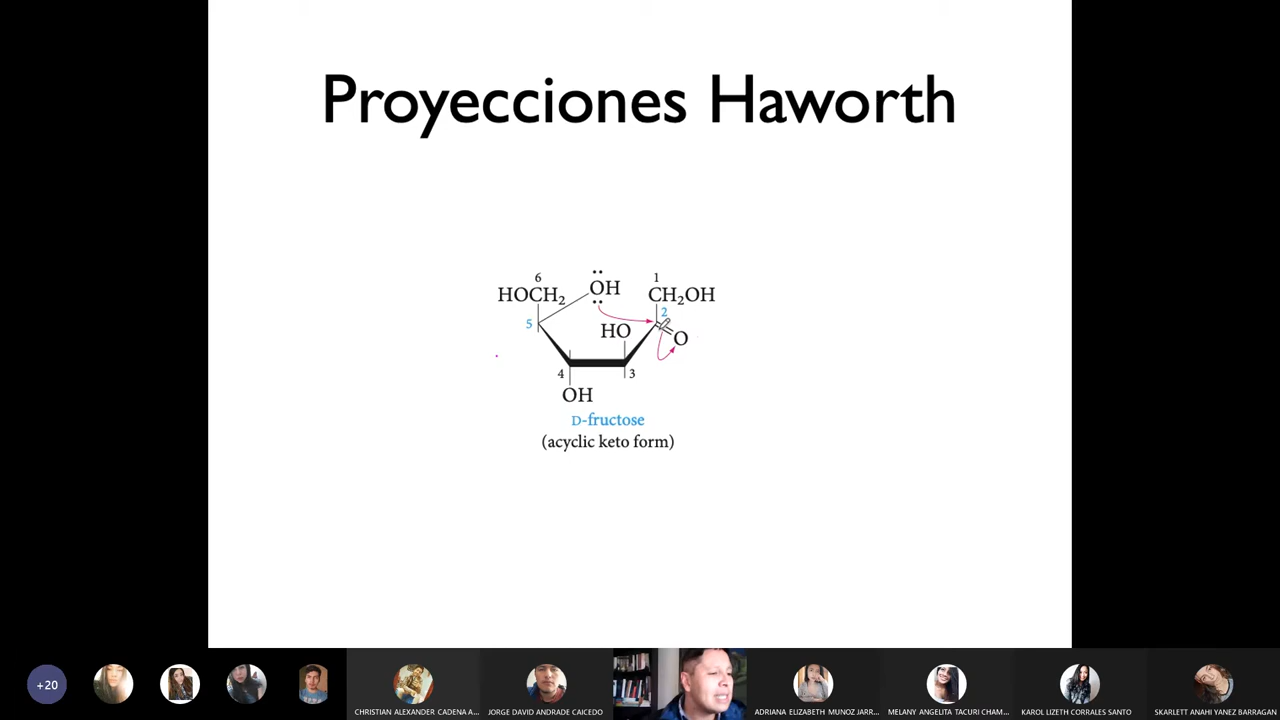 Proyecciones Haworth
6
1
HOCH₂
OH
CH₂OH
5
2
HO
O
4
3
OH
D-fructose
(acyclic keto form)
+20
CHRISTIAN ALEXANDER CADENA A...
JORGE DAVID ANDRADE CAICEDO
ADRIANA ELIZABETH MUNOZ JARR...
MELANY ANGELITA TACURI CHAM...
KAROL LIZETH CORRALES SANTO
SKARLETT ANAHI YANEZ BARRAGAN